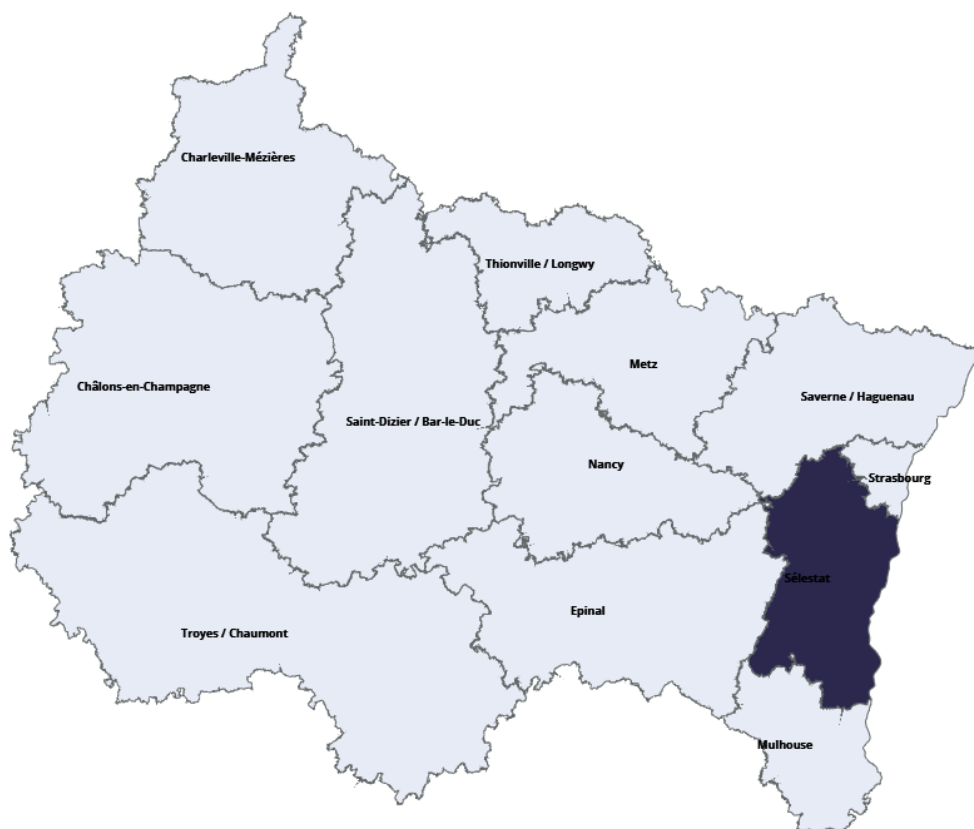 Charleville-Mézières
Thionville / Longwy
Metz
Châlons-en-Champagne
Saverne / Haguenau
Saint-Dizier / Bar-le-Duc
Nancy
Strasbourg
Sélestat
Epinal
Troyes / Chaumont
Mulhouse